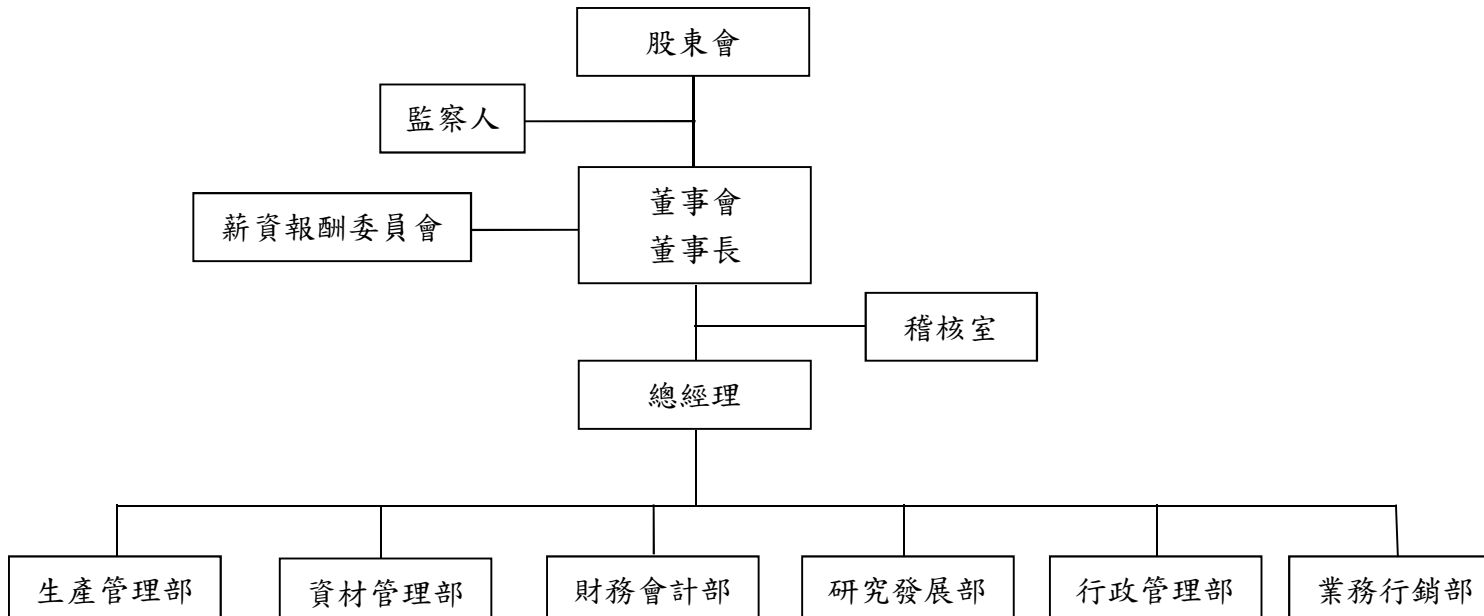 股東會
監察人
董事會
董事長
薪資報酬委員會
稽核室
總經理
生產管理部
資材管理部
財務會計部
研究發展部
行政管理部
業務行銷部